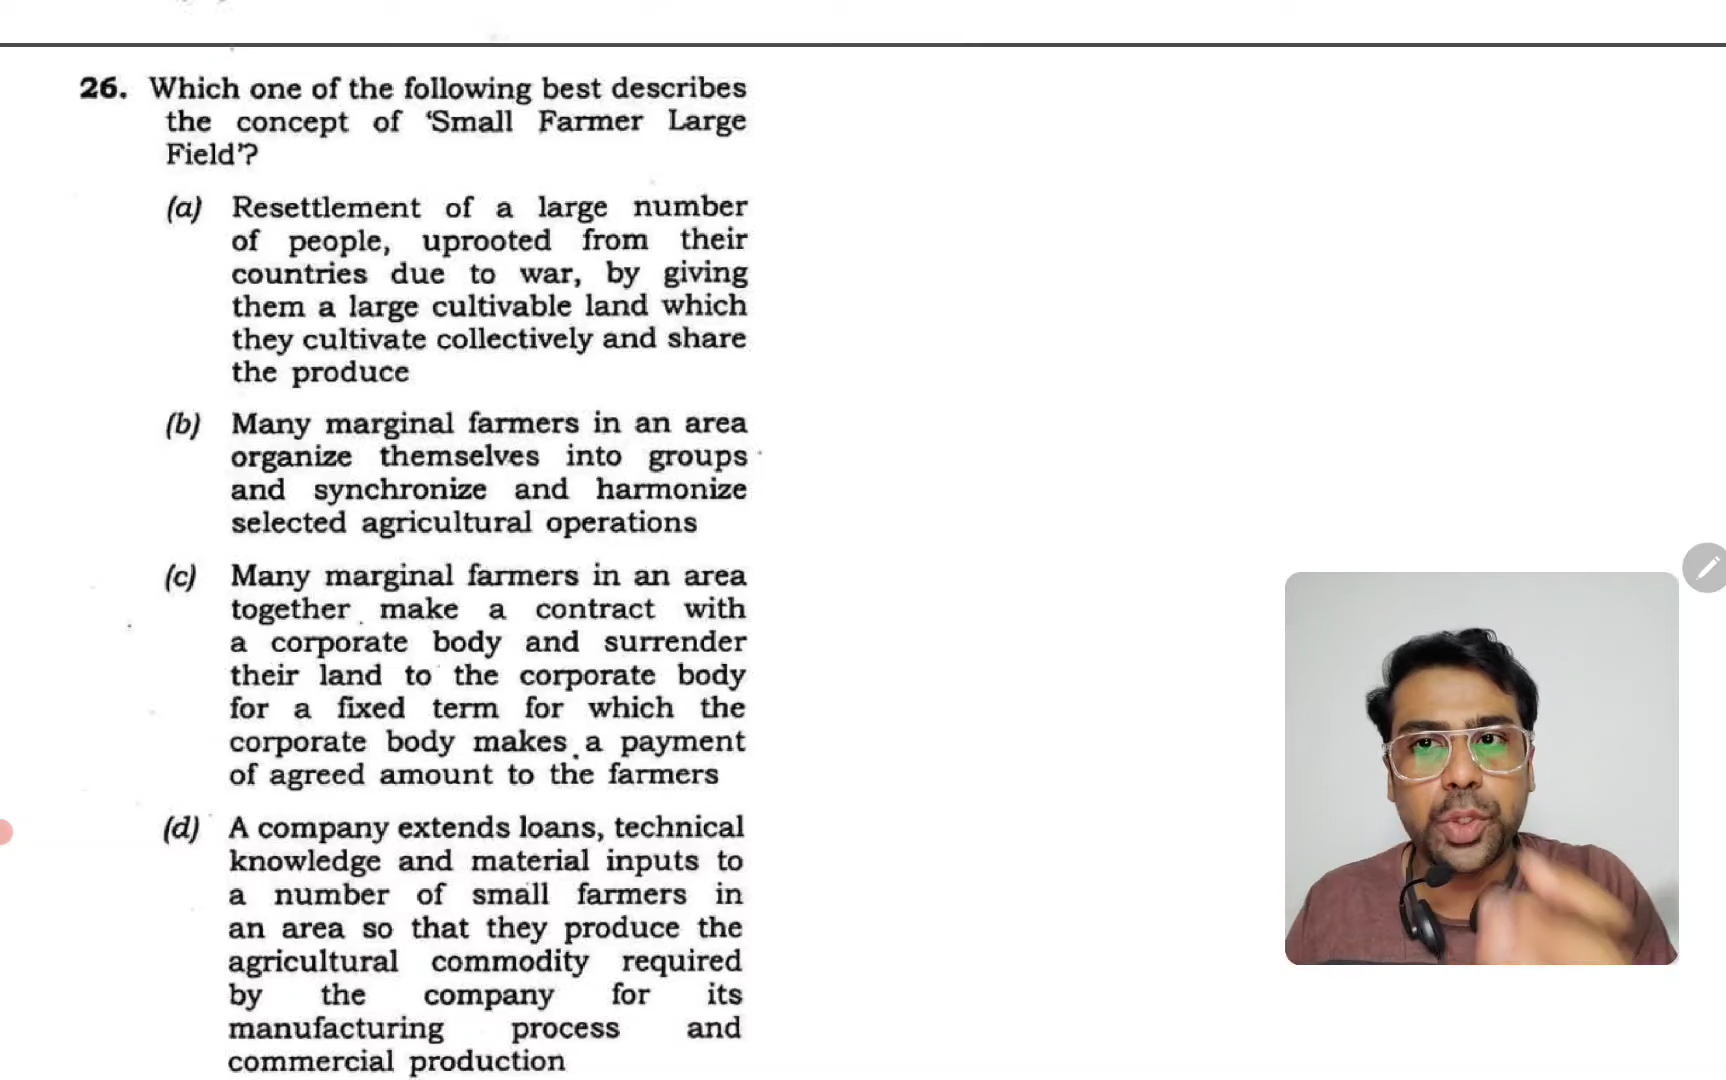 26. Which one of the following best describes
the concept of ‘Small Farmer Large
Field’?
(a) Resettlement of a large number
of people, uprooted from their
countries due to war, by giving
them a large cultivable land which
they cultivate collectively and share
the produce
(b) Many marginal farmers in an area
organize themselves into groups
and synchronize and harmonize
selected agricultural operations
(c) Many marginal farmers in an area
together make a contract with
a corporate body and surrender
their land to the corporate body
for a fixed term for which the
corporate body makes a payment
of agreed amount to the farmers
(d) A company extends loans, technical
knowledge and material inputs to
a number of small farmers in
an area so that they produce the
agricultural commodity required
by the company for its
manufacturing process and
commercial production